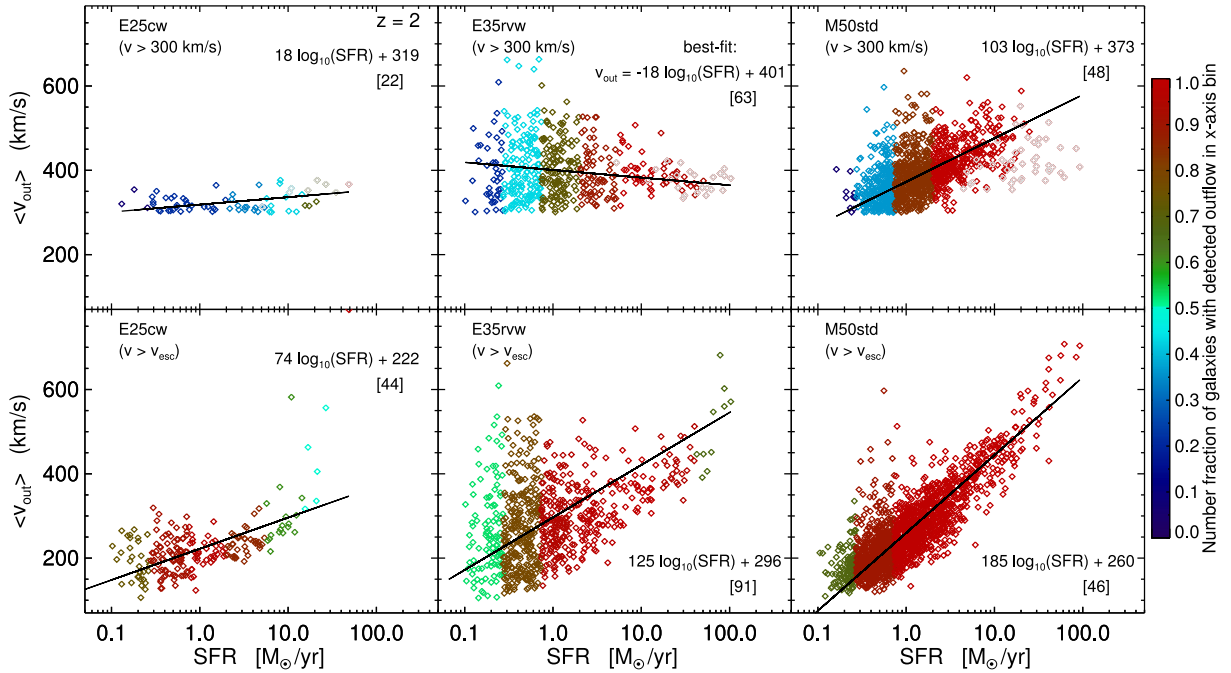 E25cw
z = 2
(v > 300 km/s)
18 log10(SFR) + 319
[22]
E35rvw
(v > 300 km/s)
best-fit:
v_out = -18 log10(SFR) + 401
[63]
M50std
(v > 300 km/s)
103 log10(SFR) + 373
[48]
600
400
200
<v_out> (km/s)
E25cw
(v > v_esc)
74 log10(SFR) + 222
[44]
E35rvw
(v > v_esc)
125 log10(SFR) + 296
[91]
M50std
(v > v_esc)
185 log10(SFR) + 260
[46]
600
400
200
<v_out> (km/s)
0.1 1.0 10.0 100.0
SFR [M⊙/yr]
0.1 1.0 10.0 100.0
SFR [M⊙/yr]
0.1 1.0 10.0 100.0
SFR [M⊙/yr]
1.0
0.9
0.8
0.7
0.6
0.5
0.4
0.3
0.2
0.1
0.0
Number fraction of galaxies with detected outflow in x-axis bin